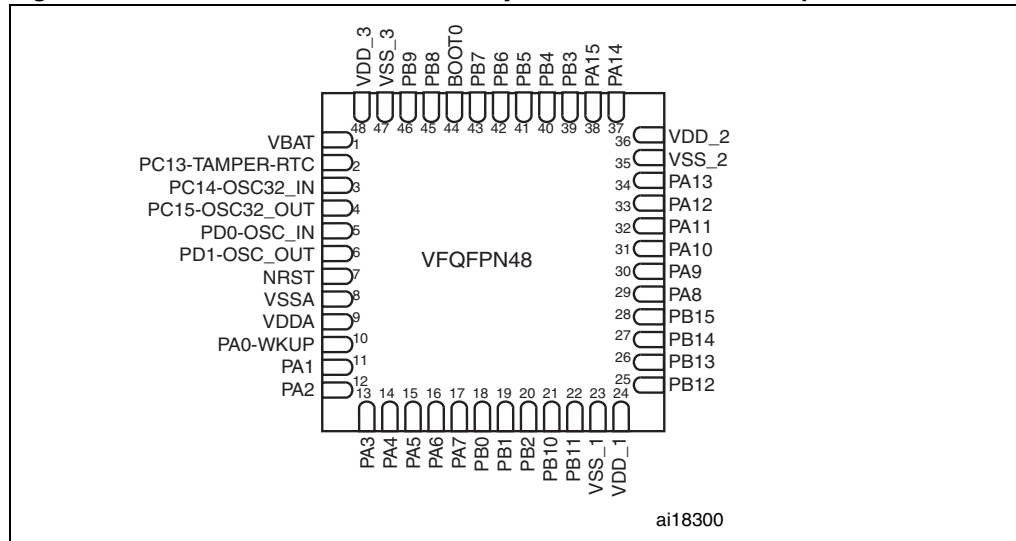 VDD_3
VSS_3
PB9
PB8
BOOT0
PB7
PB6
PB5
PB4
PB3
PA15
PA14
48 47 46 45 44 43 42 41 40 39 38 37
VBAT 1
PC13-TAMPER-RTC 2
PC14-OSC32_IN 3
PC15-OSC32_OUT 4
PD0-OSC_IN 5
PD1-OSC_OUT 6
NRST 7
VSSA 8
VDDA 9
PA0-WKUP 10
PA1 11
PA2 12
VFQFPN48
36 VDD_2
35 VSS_2
34 PA13
33 PA12
32 PA11
31 PA10
30 PA9
29 PA8
28 PB15
27 PB14
26 PB13
25 PB12
13 14 15 16 17 18 19 20 21 22 23 24
PA3
PA4
PA5
PA6
PA7
PB0
PB1
PB2
PB10
PB11
VSS_1
VDD_1
ai18300